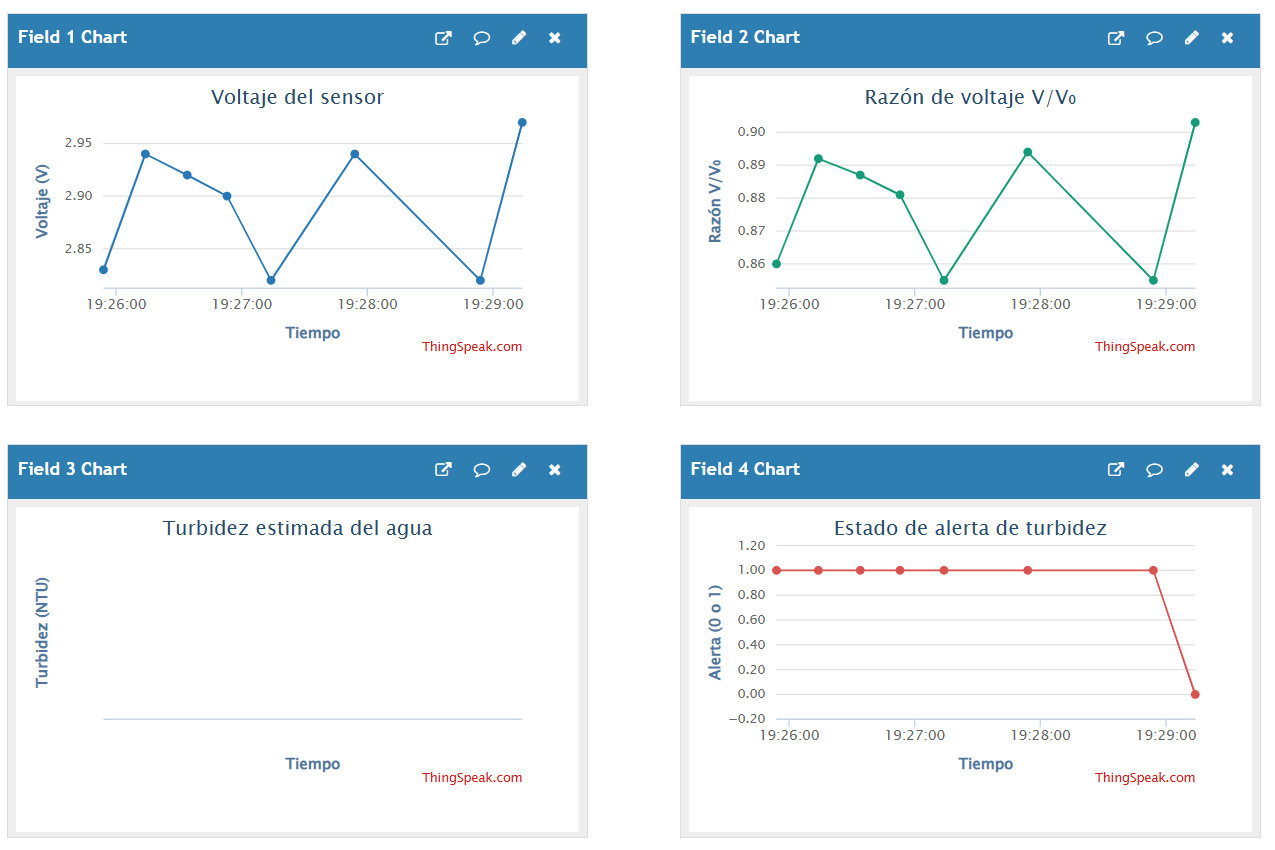 Field 1 Chart
Voltaje del sensor
Voltaje (V)
2.95
2.90
2.85
19:26:00 19:27:00 19:28:00 19:29:00
Tiempo
ThingSpeak.com
Field 2 Chart
Razón de voltaje V/V₀
Razón V/V₀
0.90
0.89
0.88
0.87
0.86
19:26:00 19:27:00 19:28:00 19:29:00
Tiempo
ThingSpeak.com
Field 3 Chart
Turbidez estimada del agua
Turbidez (NTU)
Tiempo
ThingSpeak.com
Field 4 Chart
Estado de alerta de turbidez
Alerta (0 o 1)
1.20
1.00
0.80
0.60
0.40
0.20
0.00
−0.20
19:26:00 19:27:00 19:28:00 19:29:00
Tiempo
ThingSpeak.com